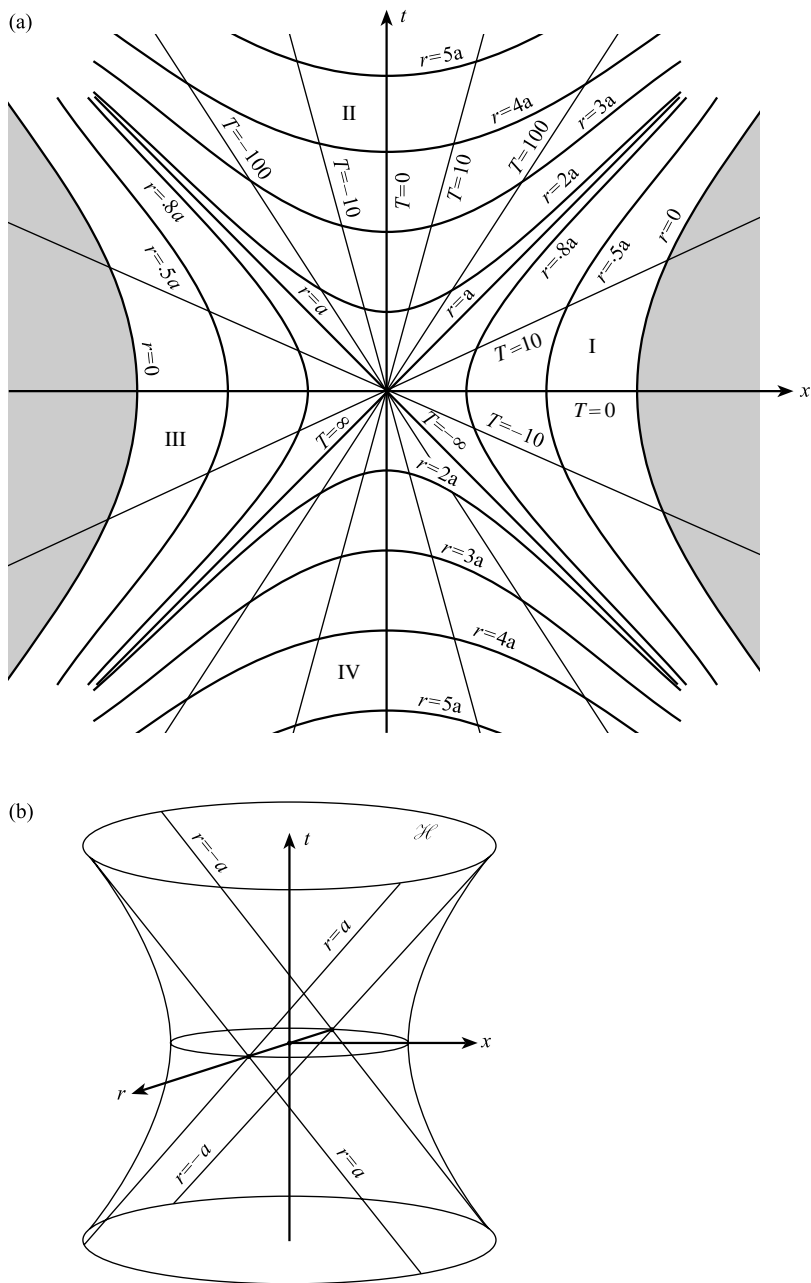 (a)
t
r=5a
II
r=4a
r=3a
T=-100
T=-10
T=0
T=10
T=100
r=2a
r=0
r=.8a
r=.8a
r=.5a
r=.5a
r=a
r=a
r=0
T=10
I
x
T=0
III
T=∞
T=-∞
T=-10
r=2a
r=3a
r=4a
IV
r=5a
(b)
t
ℋ
r=-a
r=a
x
r
r=-a
r=a